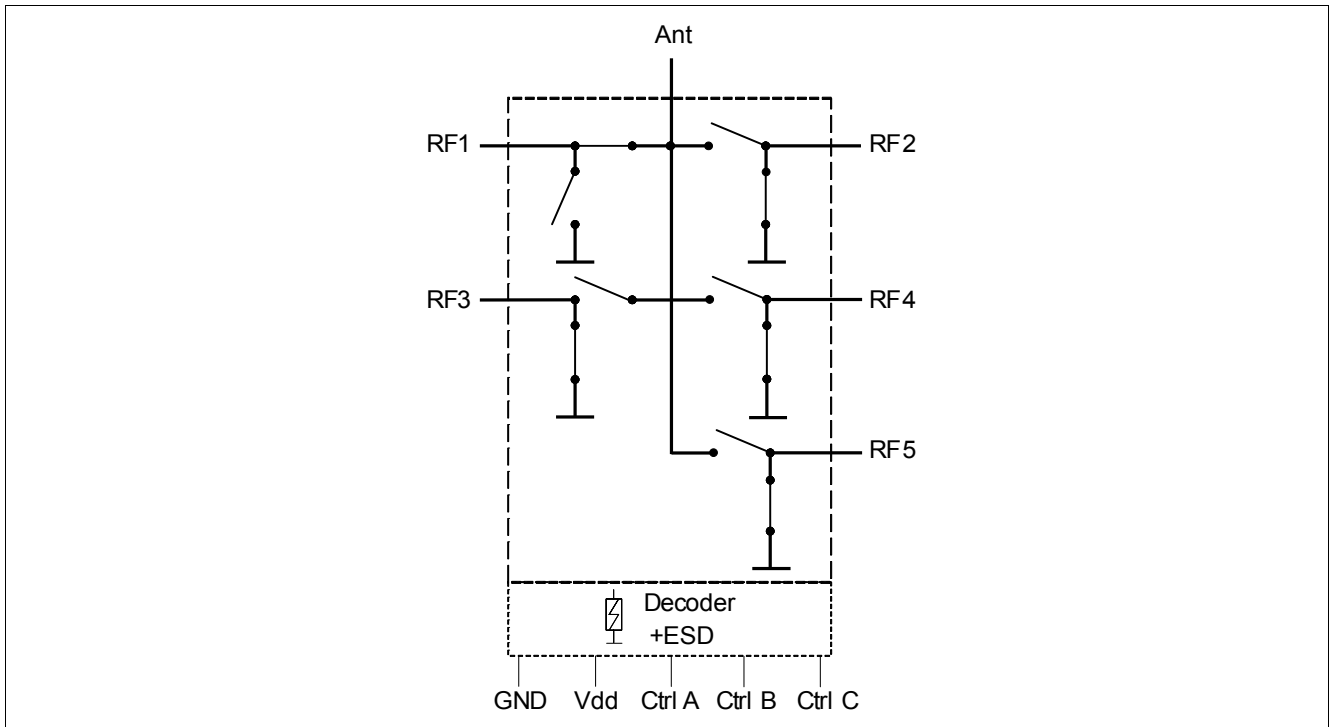 Ant
RF1
RF2
RF3
RF4
RF5
Decoder
+ESD
GND Vdd Ctrl A Ctrl B Ctrl C